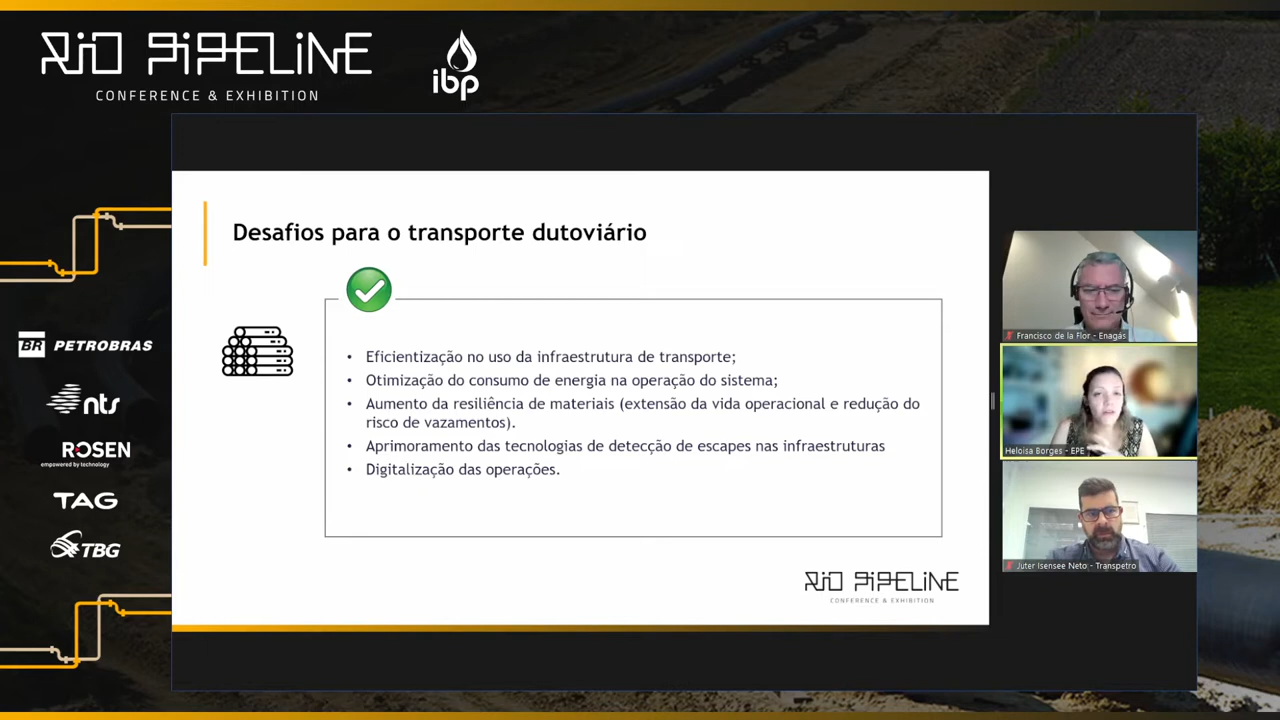 RIO PIPELINE
CONFERENCE & EXHIBITION
ibp
Desafios para o transporte dutoviário
• Eficientização no uso da infraestrutura de transporte;
• Otimização do consumo de energia na operação do sistema;
• Aumento da resiliência de materiais (extensão da vida operacional e redução do
risco de vazamentos).
• Aprimoramento das tecnologias de detecção de escapes nas infraestruturas
• Digitalização das operações.
RIO PIPELINE
CONFERENCE & EXHIBITION
BR PETROBRAS
nts
ROSEN
empowered by technology
TAG
TBG
Francisco de la Flor - Enagás
Heloisa Borges - EPE
Juter Isensee Neto - Transpetro